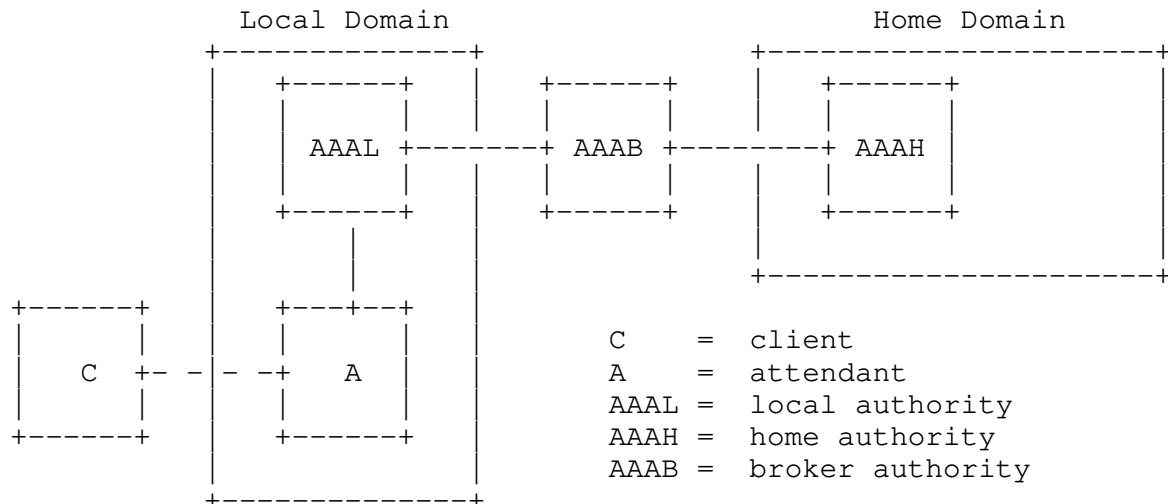 Local Domain Home Domain
AAAL AAAB AAAH
C = client
C A A = attendant
AAAL = local authority
AAAH = home authority
AAAB = broker authority